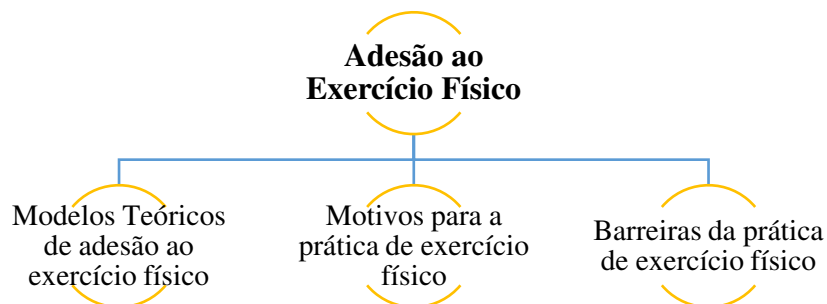 Adesão ao
Exercício Físico
Modelos Teóricos
de adesão ao
exercício físico
Motivos para a
prática de exercício
físico
Barreiras da prática
de exercício físico